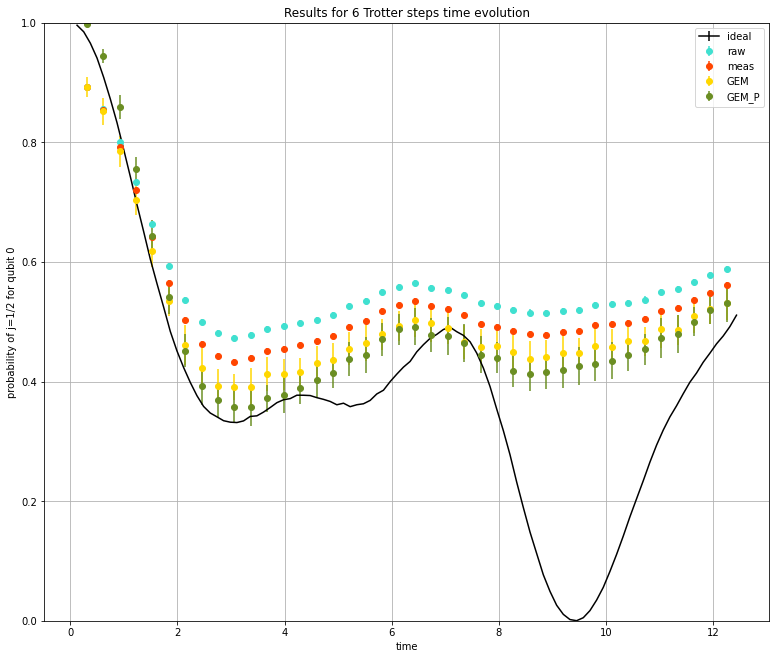 Results for 6 Trotter steps time evolution
ideal
raw
meas
GEM
GEM_P
probability of j=1/2 for qubit 0
1.0
0.8
0.6
0.4
0.2
0.0
0 2 4 6 8 10 12
time